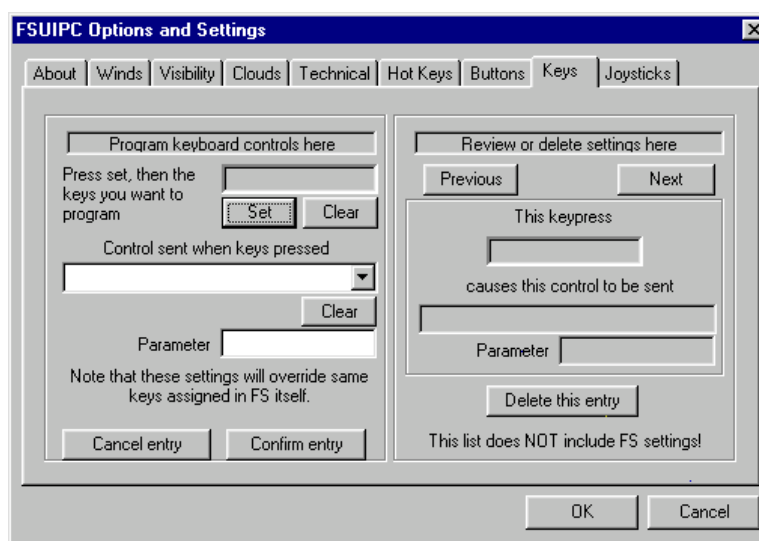 FSUIPC Options and Settings
About Winds Visibility Clouds Technical Hot Keys Buttons Keys Joysticks
Program keyboard controls here
Press set, then the
keys you want to
program
Set Clear
Control sent when keys pressed
Clear
Parameter
Note that these settings will override same
keys assigned in FS itself.
Cancel entry Confirm entry
Review or delete settings here
Previous Next
This keypress
causes this control to be sent
Parameter
Delete this entry
This list does NOT include FS settings!
OK Cancel